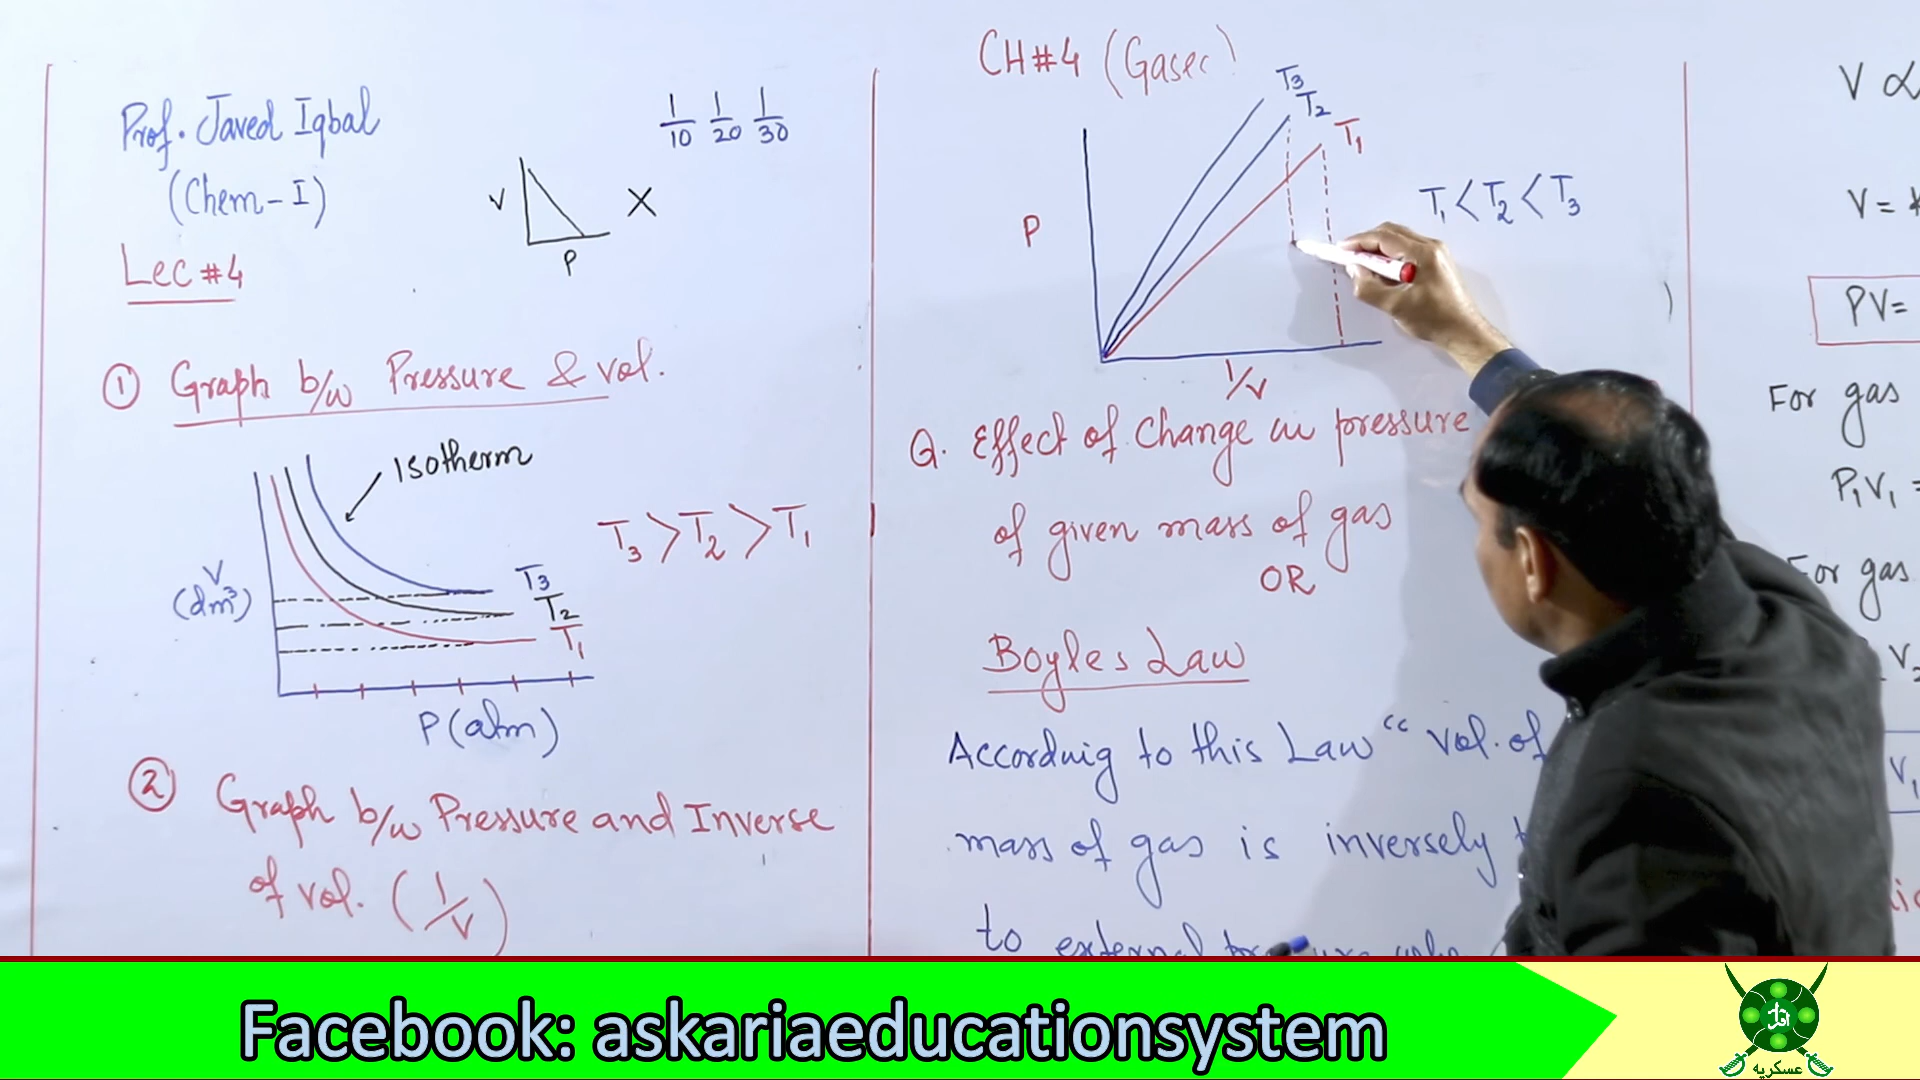 Prof. Javed Iqbal
(Chem-I)
Lec #4
1/10 1/20 1/30
V
P
X
① Graph b/w Pressure & vol.
Isotherm
V
(dm³)
T3
T2
T1
T3 > T2 > T1
P(atm)
② Graph b/w Pressure and Inverse
of vol. (1/V)
CH#4 (Gases)
T3
T2
T1
P
1/V
T1 < T2 < T3
Q. Effect of change in pressure
of given mass of gas
OR
Boyles Law
According to this Law “ Vol. of
mass of gas is inversely
to external
V ∝
V =
PV=
For gas
P1V1 =
For gas
V2
V1
Facebook: askariaeducationsystem
اقرا
عسکریہ